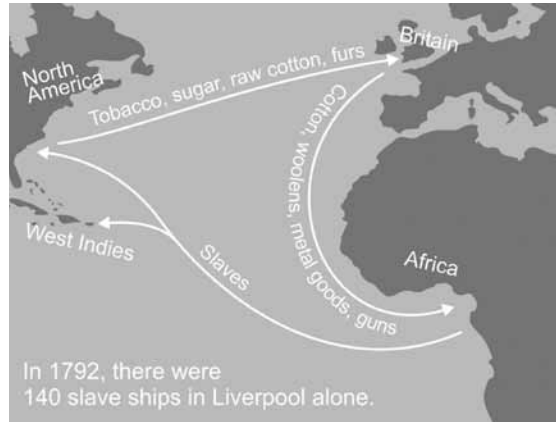 North
America
Britain
Tobacco, sugar, raw cotton, furs
Cotton, woolens, metal goods, guns
West Indies
Slaves
Africa
In 1792, there were
140 slave ships in Liverpool alone.